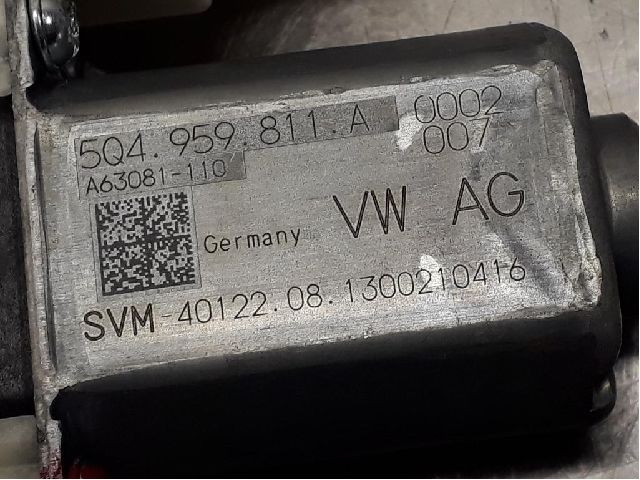 5Q4.959.811.A 0002
A63081-110 007
Germany VW AG
SVM-40122.08.1300210416